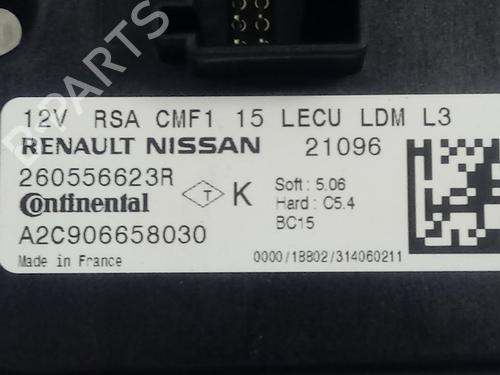 12V RSA CMF1 15 LECU LDM L3
RENAULT NISSAN 21096
260556623R
Continental
T K
Soft : 5.06
Hard : C5.4
BC15
A2C906658030
Made in France
0000/18802/314060211
B-PARTS